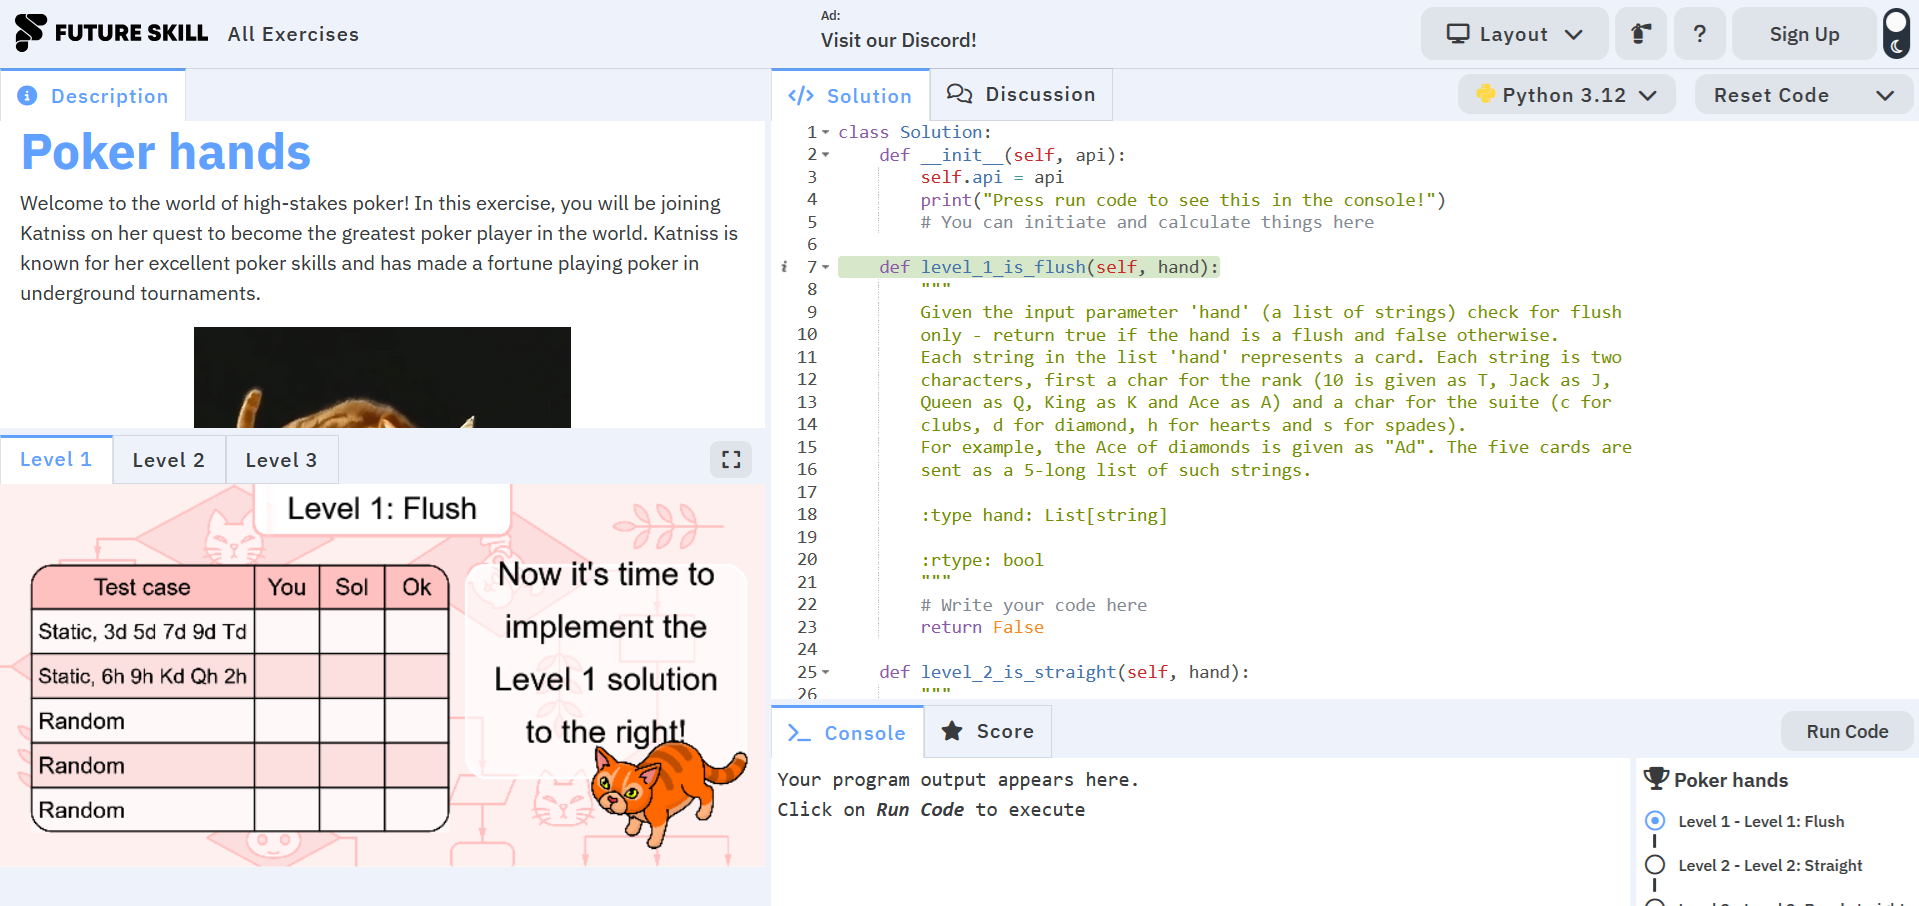 FUTURE SKILL
All Exercises
Ad:
Visit our Discord!
Layout
?
Sign Up
Description
Poker hands
Welcome to the world of high-stakes poker! In this exercise, you will be joining
Katniss on her quest to become the greatest poker player in the world. Katniss is
known for her excellent poker skills and has made a fortune playing poker in
underground tournaments.
Level 1
Level 2
Level 3
Level 1: Flush
Test case You Sol Ok
Static, 3d 5d 7d 9d Td
Static, 6h 9h Kd Qh 2h
Random
Random
Random
Now it's time to
implement the
Level 1 solution
to the right!
</> Solution
Discussion
Python 3.12
Reset Code
1 class Solution:
2 def __init__(self, api):
3 self.api = api
4 print("Press run code to see this in the console!")
5 # You can initiate and calculate things here
6
i 7 def level_1_is_flush(self, hand):
8 """
9 Given the input parameter 'hand' (a list of strings) check for flush
10 only - return true if the hand is a flush and false otherwise.
11 Each string in the list 'hand' represents a card. Each string is two
12 characters, first a char for the rank (10 is given as T, Jack as J,
13 Queen as Q, King as K and Ace as A) and a char for the suite (c for
14 clubs, d for diamond, h for hearts and s for spades).
15 For example, the Ace of diamonds is given as "Ad". The five cards are
16 sent as a 5-long list of such strings.
17
18 :type hand: List[string]
19
20 :rtype: bool
21 """
22 # Write your code here
23 return False
24
25 def level_2_is_straight(self, hand):
26 """
Console
Score
Run Code
Your program output appears here.
Click on Run Code to execute
Poker hands
Level 1 - Level 1: Flush
Level 2 - Level 2: Straight